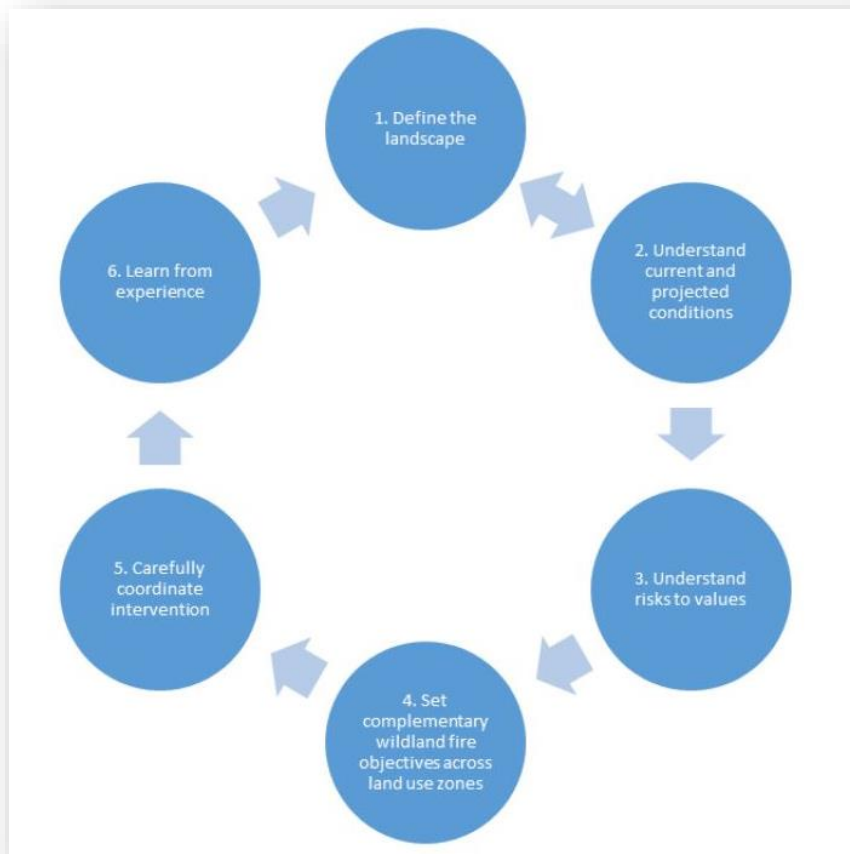 1. Define the
landscape
2. Understand
current and
projected
conditions
3. Understand
risks to values
4. Set
complementary
wildland fire
objectives across
land use zones
5. Carefully
coordinate
intervention
6. Learn from
experience